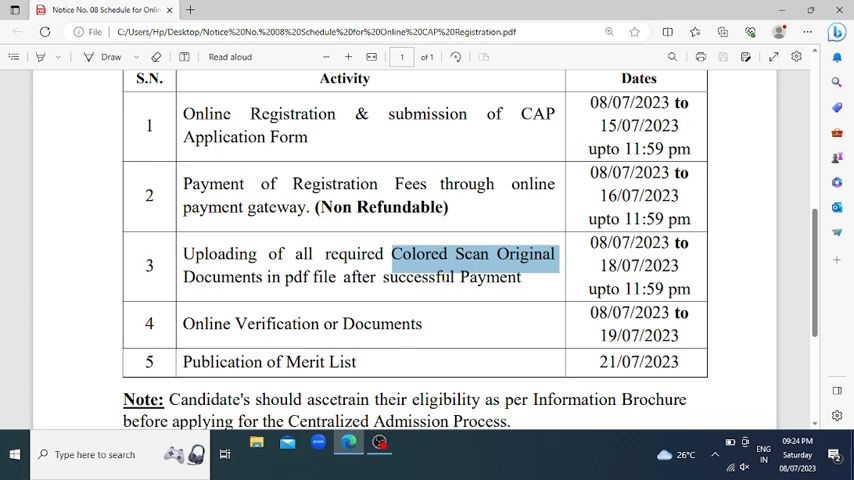 Notice No. 08 Schedule for Onlin
File
C:/Users/Hp/Desktop/Notice%20No.%2008%20Schedule%20for%20Online%20CAP%20Registration.pdf
Draw
Read aloud
1
of 1
S.N.
Activity
Dates
1
Online Registration & submission of CAP
Application Form
08/07/2023 to
15/07/2023
upto 11:59 pm
2
Payment of Registration Fees through online
payment gateway. (Non Refundable)
08/07/2023 to
16/07/2023
upto 11:59 pm
3
Uploading of all required Colored Scan Original
Documents in pdf file after successful Payment
08/07/2023 to
18/07/2023
upto 11:59 pm
4
Online Verification or Documents
08/07/2023 to
19/07/2023
5
Publication of Merit List
21/07/2023
Note: Candidate's should ascetrain their eligibility as per Information Brochure
before applying for the Centralized Admission Process.
Type here to search
26°C
ENG
IN
09:24 PM
Saturday
08/07/2023
2